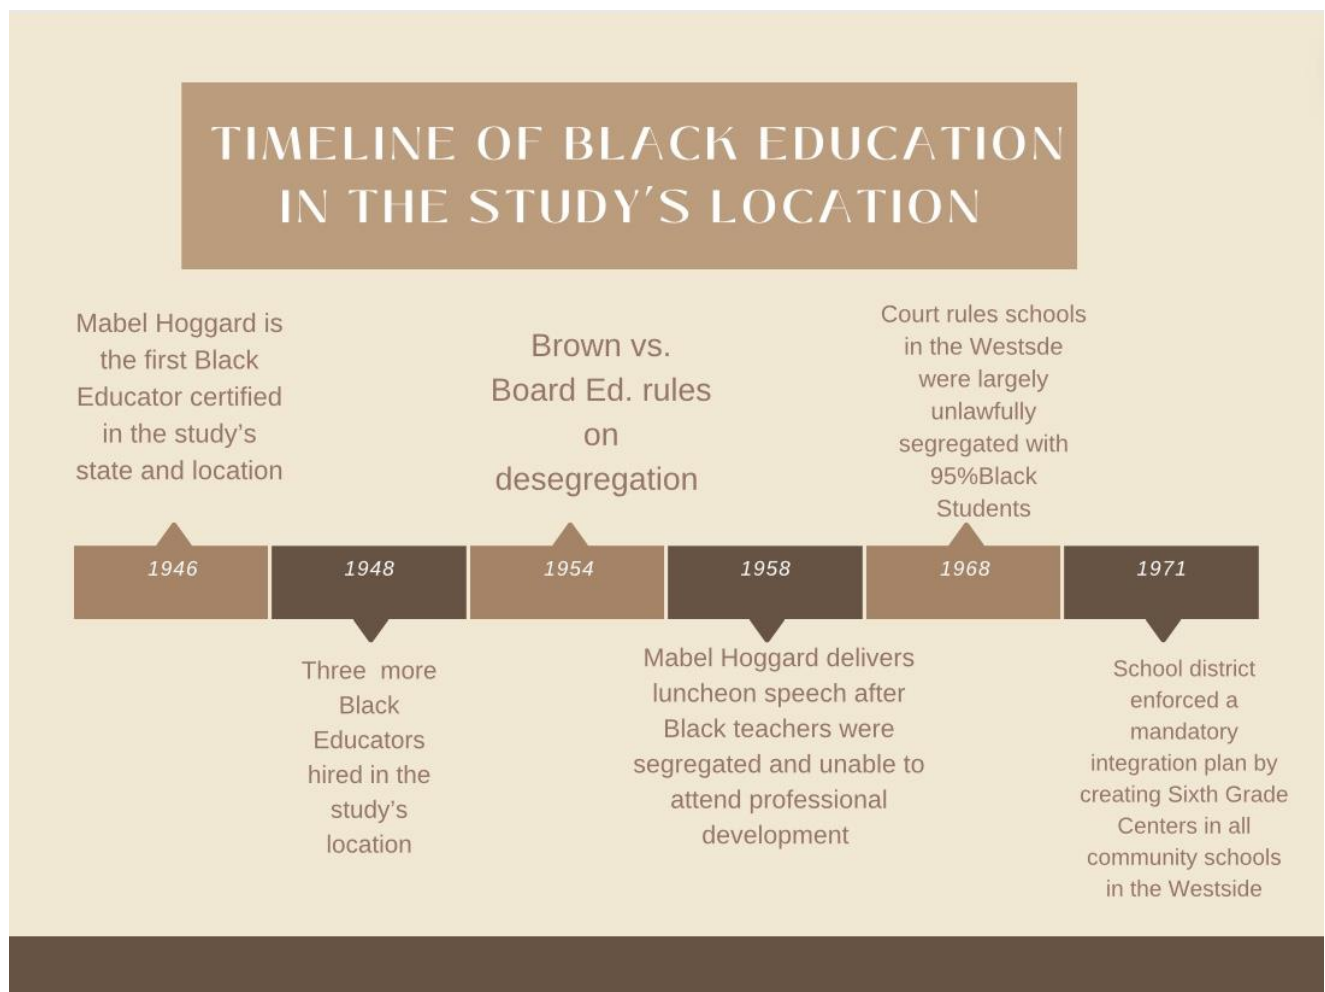 TIMELINE OF BLACK EDUCATION
IN THE STUDY'S LOCATION
Mabel Hoggard is
the first Black
Educator certified
in the study's
state and location
Brown vs.
Board Ed. rules
on
desegregation
Court rules schools
in the Westsde
were largely
unlawfully
segregated with
95%Black
Students
1946
1948
1954
1958
1968
1971
Three more
Black
Educators
hired in the
study's
location
Mabel Hoggard delivers
luncheon speech after
Black teachers were
segregated and unable to
attend professional
development
School district
enforced a
mandatory
integration plan by
creating Sixth Grade
Centers in all
community schools
in the Westside